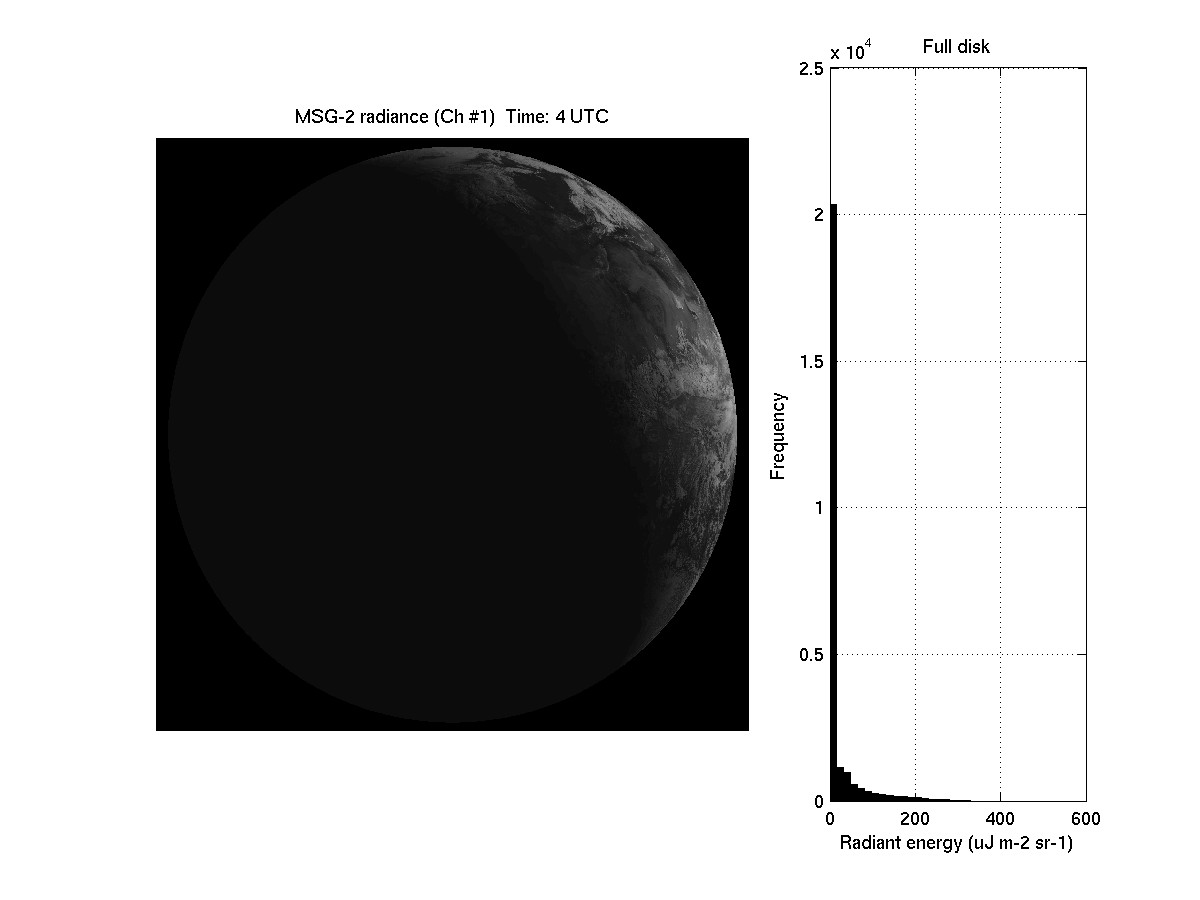 MSG-2 radiance (Ch #1)  Time: 4 UTC
Full disk
x 10^4
2.5
2
1.5
1
0.5
0
Frequency
0 200 400 600
Radiant energy (uJ m-2 sr-1)